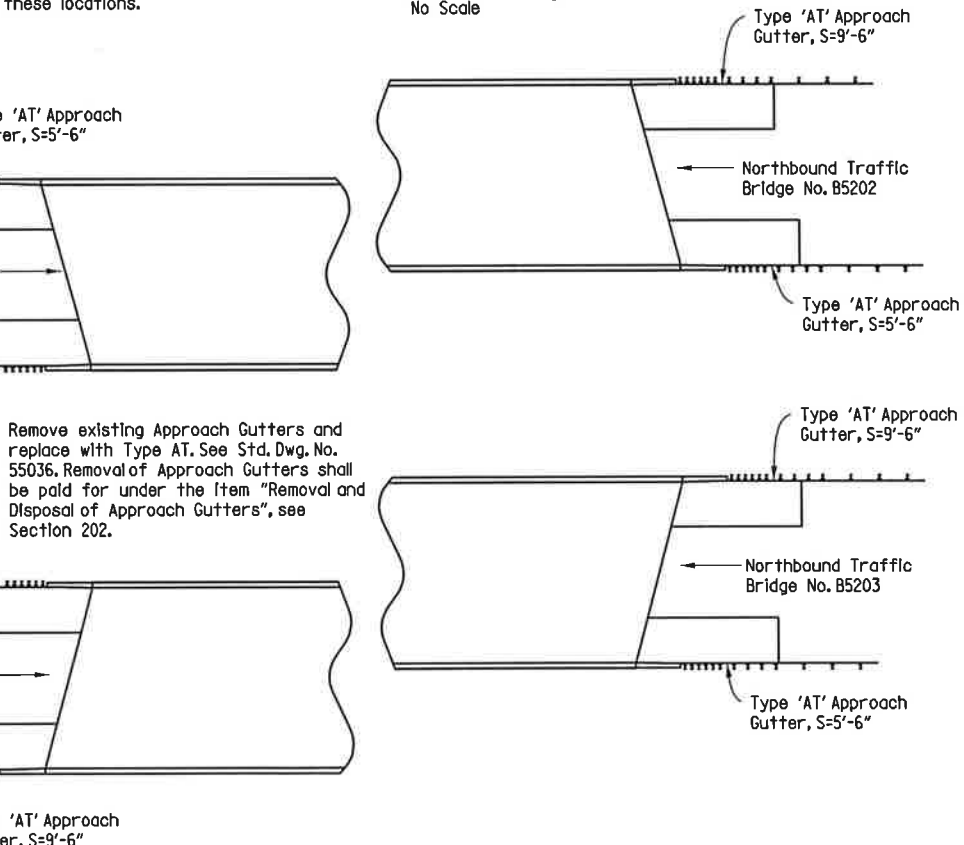 these locations.
No Scale
Type 'AT' Approach
Gutter, S=9'-6"
'AT' Approach
S=5'-6"
Northbound Traffic
Bridge No. B5202
Type 'AT' Approach
Gutter, S=5'-6"
Remove existing Approach Gutters and
replace with Type AT. See Std. Dwg. No.
55036. Removal of Approach Gutters shall
be paid for under the item "Removal and
Disposal of Approach Gutters", see
Section 202.
Type 'AT' Approach
Gutter, S=9'-6"
Northbound Traffic
Bridge No. B5203
Type 'AT' Approach
Gutter, S=5'-6"
'AT' Approach
S=9'-6"